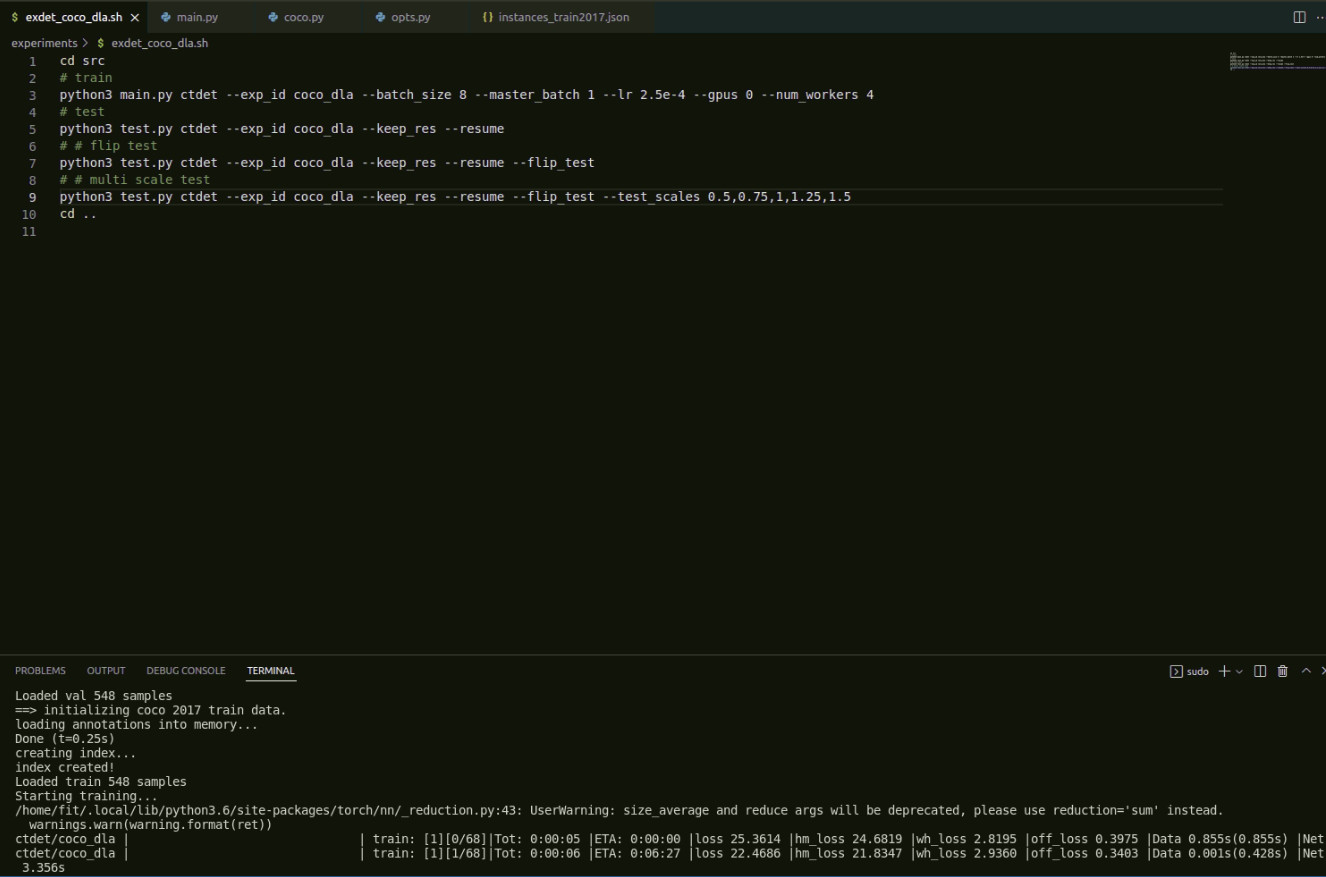 $ exdet_coco_dla.sh × main.py coco.py opts.py {} instances_train2017.json
experiments > $ exdet_coco_dla.sh
1 cd src
2 # train
3 python3 main.py ctdet --exp_id coco_dla --batch_size 8 --master_batch 1 --lr 2.5e-4 --gpus 0 --num_workers 4
4 # test
5 python3 test.py ctdet --exp_id coco_dla --keep_res --resume
6 # # flip test
7 python3 test.py ctdet --exp_id coco_dla --keep_res --resume --flip_test
8 # # multi scale test
9 python3 test.py ctdet --exp_id coco_dla --keep_res --resume --flip_test --test_scales 0.5,0.75,1,1.25,1.5
10 cd ..
11
PROBLEMS OUTPUT DEBUG CONSOLE TERMINAL sudo
Loaded val 548 samples
==> initializing coco 2017 train data.
loading annotations into memory...
Done (t=0.25s)
creating index...
index created!
Loaded train 548 samples
Starting training...
/home/fit/.local/lib/python3.6/site-packages/torch/nn/_reduction.py:43: UserWarning: size_average and reduce args will be deprecated, please use reduction='sum' instead.
warnings.warn(warning.format(ret))
ctdet/coco_dla | | train: [1][0/68]|Tot: 0:00:05 |ETA: 0:00:00 |loss 25.3614 |hm_loss 24.6819 |wh_loss 2.8195 |off_loss 0.3975 |Data 0.855s(0.855s) |Net
ctdet/coco_dla | | train: [1][1/68]|Tot: 0:00:06 |ETA: 0:06:27 |loss 22.4686 |hm_loss 21.8347 |wh_loss 2.9360 |off_loss 0.3403 |Data 0.001s(0.428s) |Net
3.356s